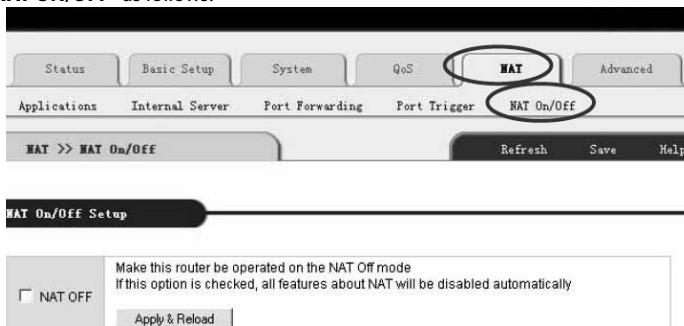 NAT On/Off" as follows.
Status Basic Setup System QoS NAT Advanced
Applications Internal Server Port Forwarding Port Trigger NAT On/Off
NAT >> NAT On/Off Refresh Save Help
NAT On/Off Setup
Make this router be operated on the NAT Off mode
If this option is checked, all features about NAT will be disabled automatically
NAT OFF
Apply & Reload